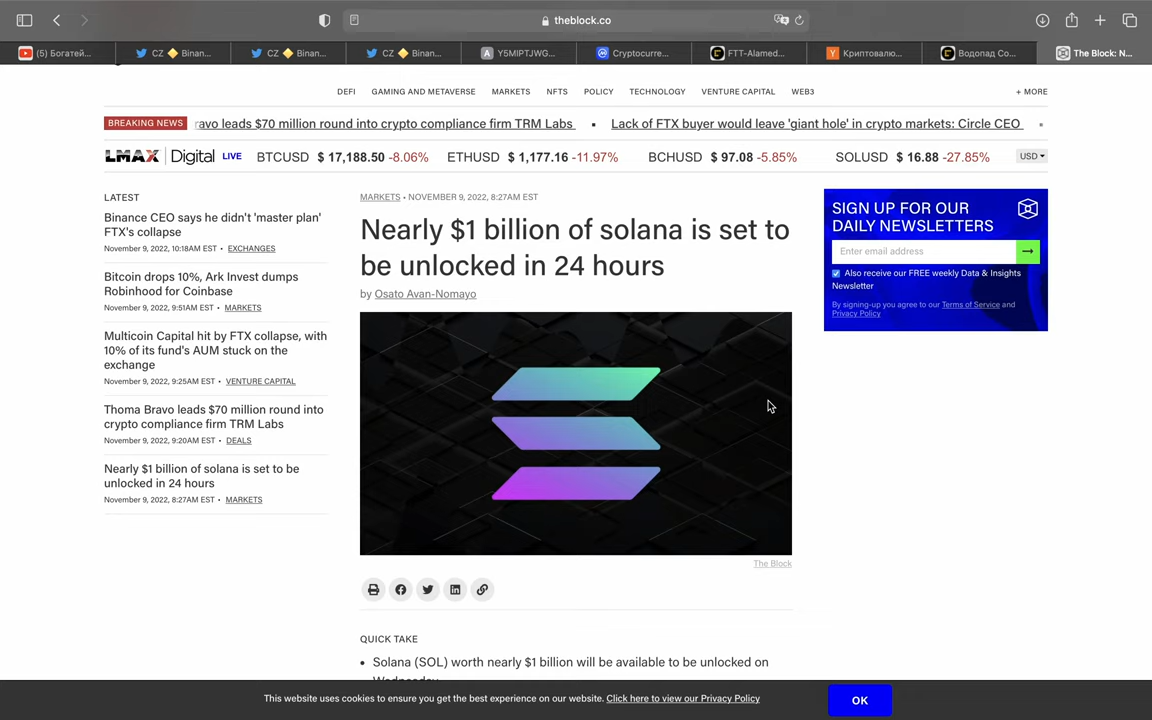 theblock.co
(5) Богатей...
CZ 🔶 Binan...
CZ 🔶 Binan...
CZ 🔶 Binan...
Y5MIPTJWG...
Cryptocurre...
FTT-Alamed...
Криптовалю...
Водопад Со...
The Block: N...
DEFI GAMING AND METAVERSE MARKETS NFTS POLICY TECHNOLOGY VENTURE CAPITAL WEB3 + MORE
BREAKING NEWS avo leads $70 million round into crypto compliance firm TRM Labs • Lack of FTX buyer would leave 'giant hole' in crypto markets: Circle CEO •
LMAX Digital LIVE BTCUSD $ 17,188.50 -8.06% ETHUSD $ 1,177.16 -11.97% BCHUSD $ 97.08 -5.85% SOLUSD $ 16.88 -27.85% USD
LATEST
Binance CEO says he didn't 'master plan'
FTX's collapse
November 9, 2022, 10:18AM EST • EXCHANGES
Bitcoin drops 10%, Ark Invest dumps
Robinhood for Coinbase
November 9, 2022, 9:51AM EST • MARKETS
Multicoin Capital hit by FTX collapse, with
10% of its fund's AUM stuck on the
exchange
November 9, 2022, 9:25AM EST • VENTURE CAPITAL
Thoma Bravo leads $70 million round into
crypto compliance firm TRM Labs
November 9, 2022, 9:20AM EST • DEALS
Nearly $1 billion of solana is set to be
unlocked in 24 hours
November 9, 2022, 8:27AM EST • MARKETS
MARKETS • NOVEMBER 9, 2022, 8:27AM EST
Nearly $1 billion of solana is set to
be unlocked in 24 hours
by Osato Avan-Nomayo
The Block
QUICK TAKE
• Solana (SOL) worth nearly $1 billion will be available to be unlocked on
Wednesday
SIGN UP FOR OUR
DAILY NEWSLETTERS
Enter email address →
Also receive our FREE weekly Data & Insights
Newsletter
By signing-up you agree to our Terms of Service and
Privacy Policy
This website uses cookies to ensure you get the best experience on our website. Click here to view our Privacy Policy
OK